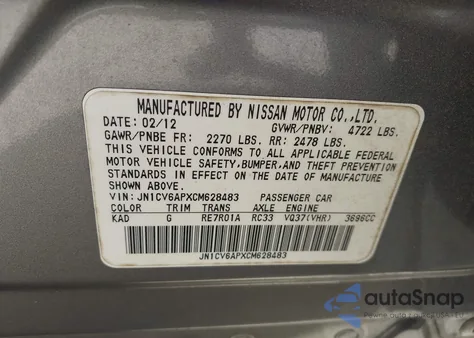 MANUFACTURED BY NISSAN MOTOR CO.,LTD.
DATE: 02/12 GVWR/PNBV: 4722 LBS.
GAWR/PNBE FR: 2270 LBS. RR: 2478 LBS.
THIS VEHICLE CONFORMS TO ALL APPLICABLE FEDERAL
MOTOR VEHICLE SAFETY, BUMPER, AND THEFT PREVENTION
STANDARDS IN EFFECT ON THE DATE OF MANUFACTURE
SHOWN ABOVE.
VIN: JN1CV6APXCM628483 PASSENGER CAR
COLOR TRIM TRANS AXLE ENGINE
KAD G RE7R01A RC33 VQ37(VHR) 3696CC
JN1CV6APXCM628483
autoSnap